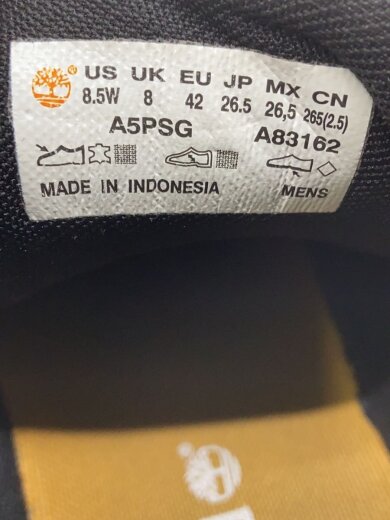 ® US UK EU JP MX CN
8.5W 8 42 26.5 26,5 265(2.5)
A5PSG A83162
MADE IN INDONESIA MENS